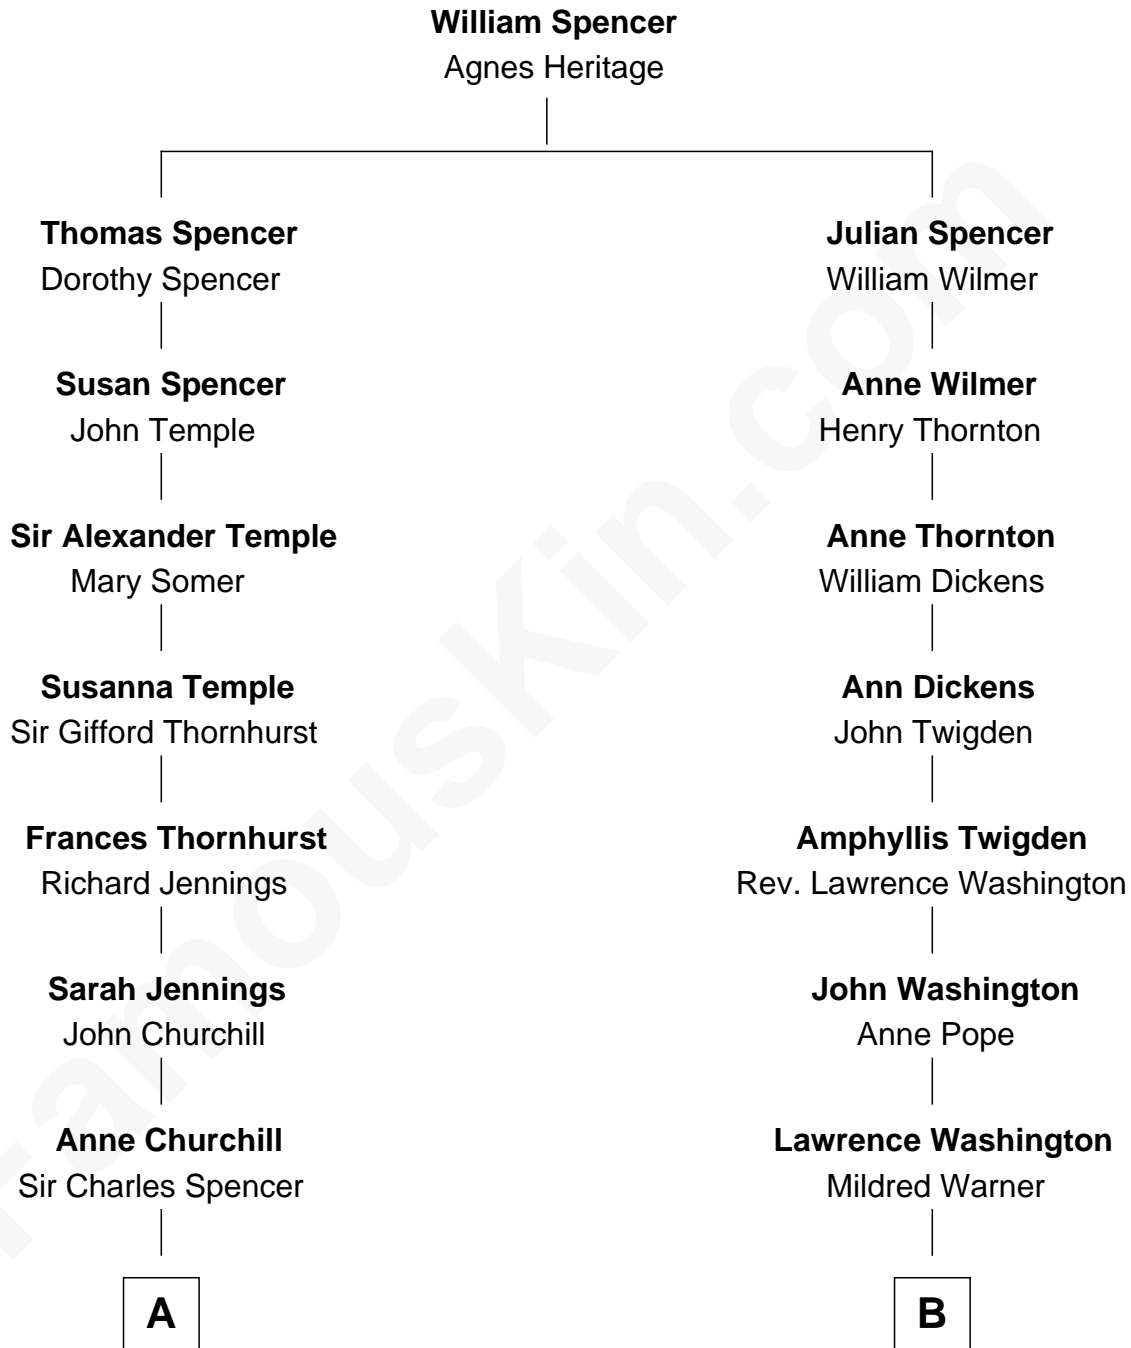 William Spencer
Agnes Heritage
Thomas Spencer
Dorothy Spencer
Julian Spencer
William Wilmer
Susan Spencer
John Temple
Anne Wilmer
Henry Thornton
Sir Alexander Temple
Mary Somer
Anne Thornton
William Dickens
Susanna Temple
Sir Gifford Thornhurst
Ann Dickens
John Twigden
Frances Thornhurst
Richard Jennings
Amphyllis Twigden
Rev. Lawrence Washington
Sarah Jennings
John Churchill
John Washington
Anne Pope
Anne Churchill
Sir Charles Spencer
Lawrence Washington
Mildred Warner
A
B
FamousKin.com